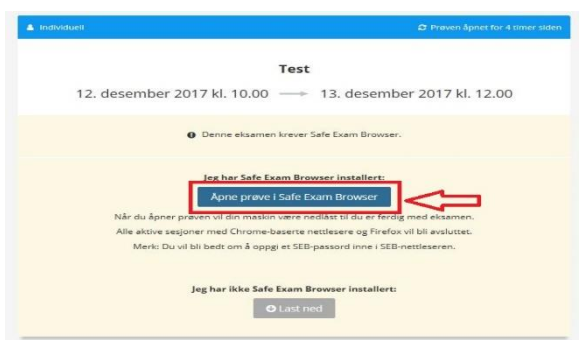 Individuell
Prøven åpnet for 4 timer siden
Test
12. desember 2017 kl. 10.00 → 13. desember 2017 kl. 12.00
Denne eksamen krever Safe Exam Browser.
Jeg har Safe Exam Browser installert:
Åpne prøve i Safe Exam Browser
Når du åpner prøven vil din maskin være nedlåst til du er ferdig med eksamen.
Alle aktive sesjoner med Chrome-baserte nettlesere og Firefox vil bli avsluttet.
Merk: Du vil bli bedt om å oppgi et SEB-passord inne i SEB-nettleseren.
Jeg har ikke Safe Exam Browser installert:
Last ned